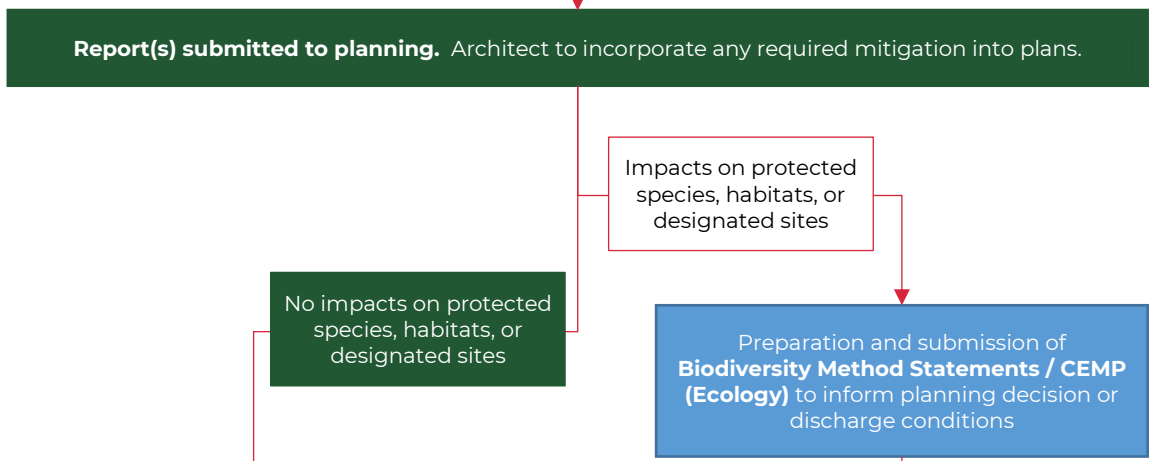 Report(s) submitted to planning. Architect to incorporate any required mitigation into plans.
Impacts on protected
species, habitats, or
designated sites
No impacts on protected
species, habitats, or
designated sites
Preparation and submission of
Biodiversity Method Statements / CEMP
(Ecology) to inform planning decision or
discharge conditions